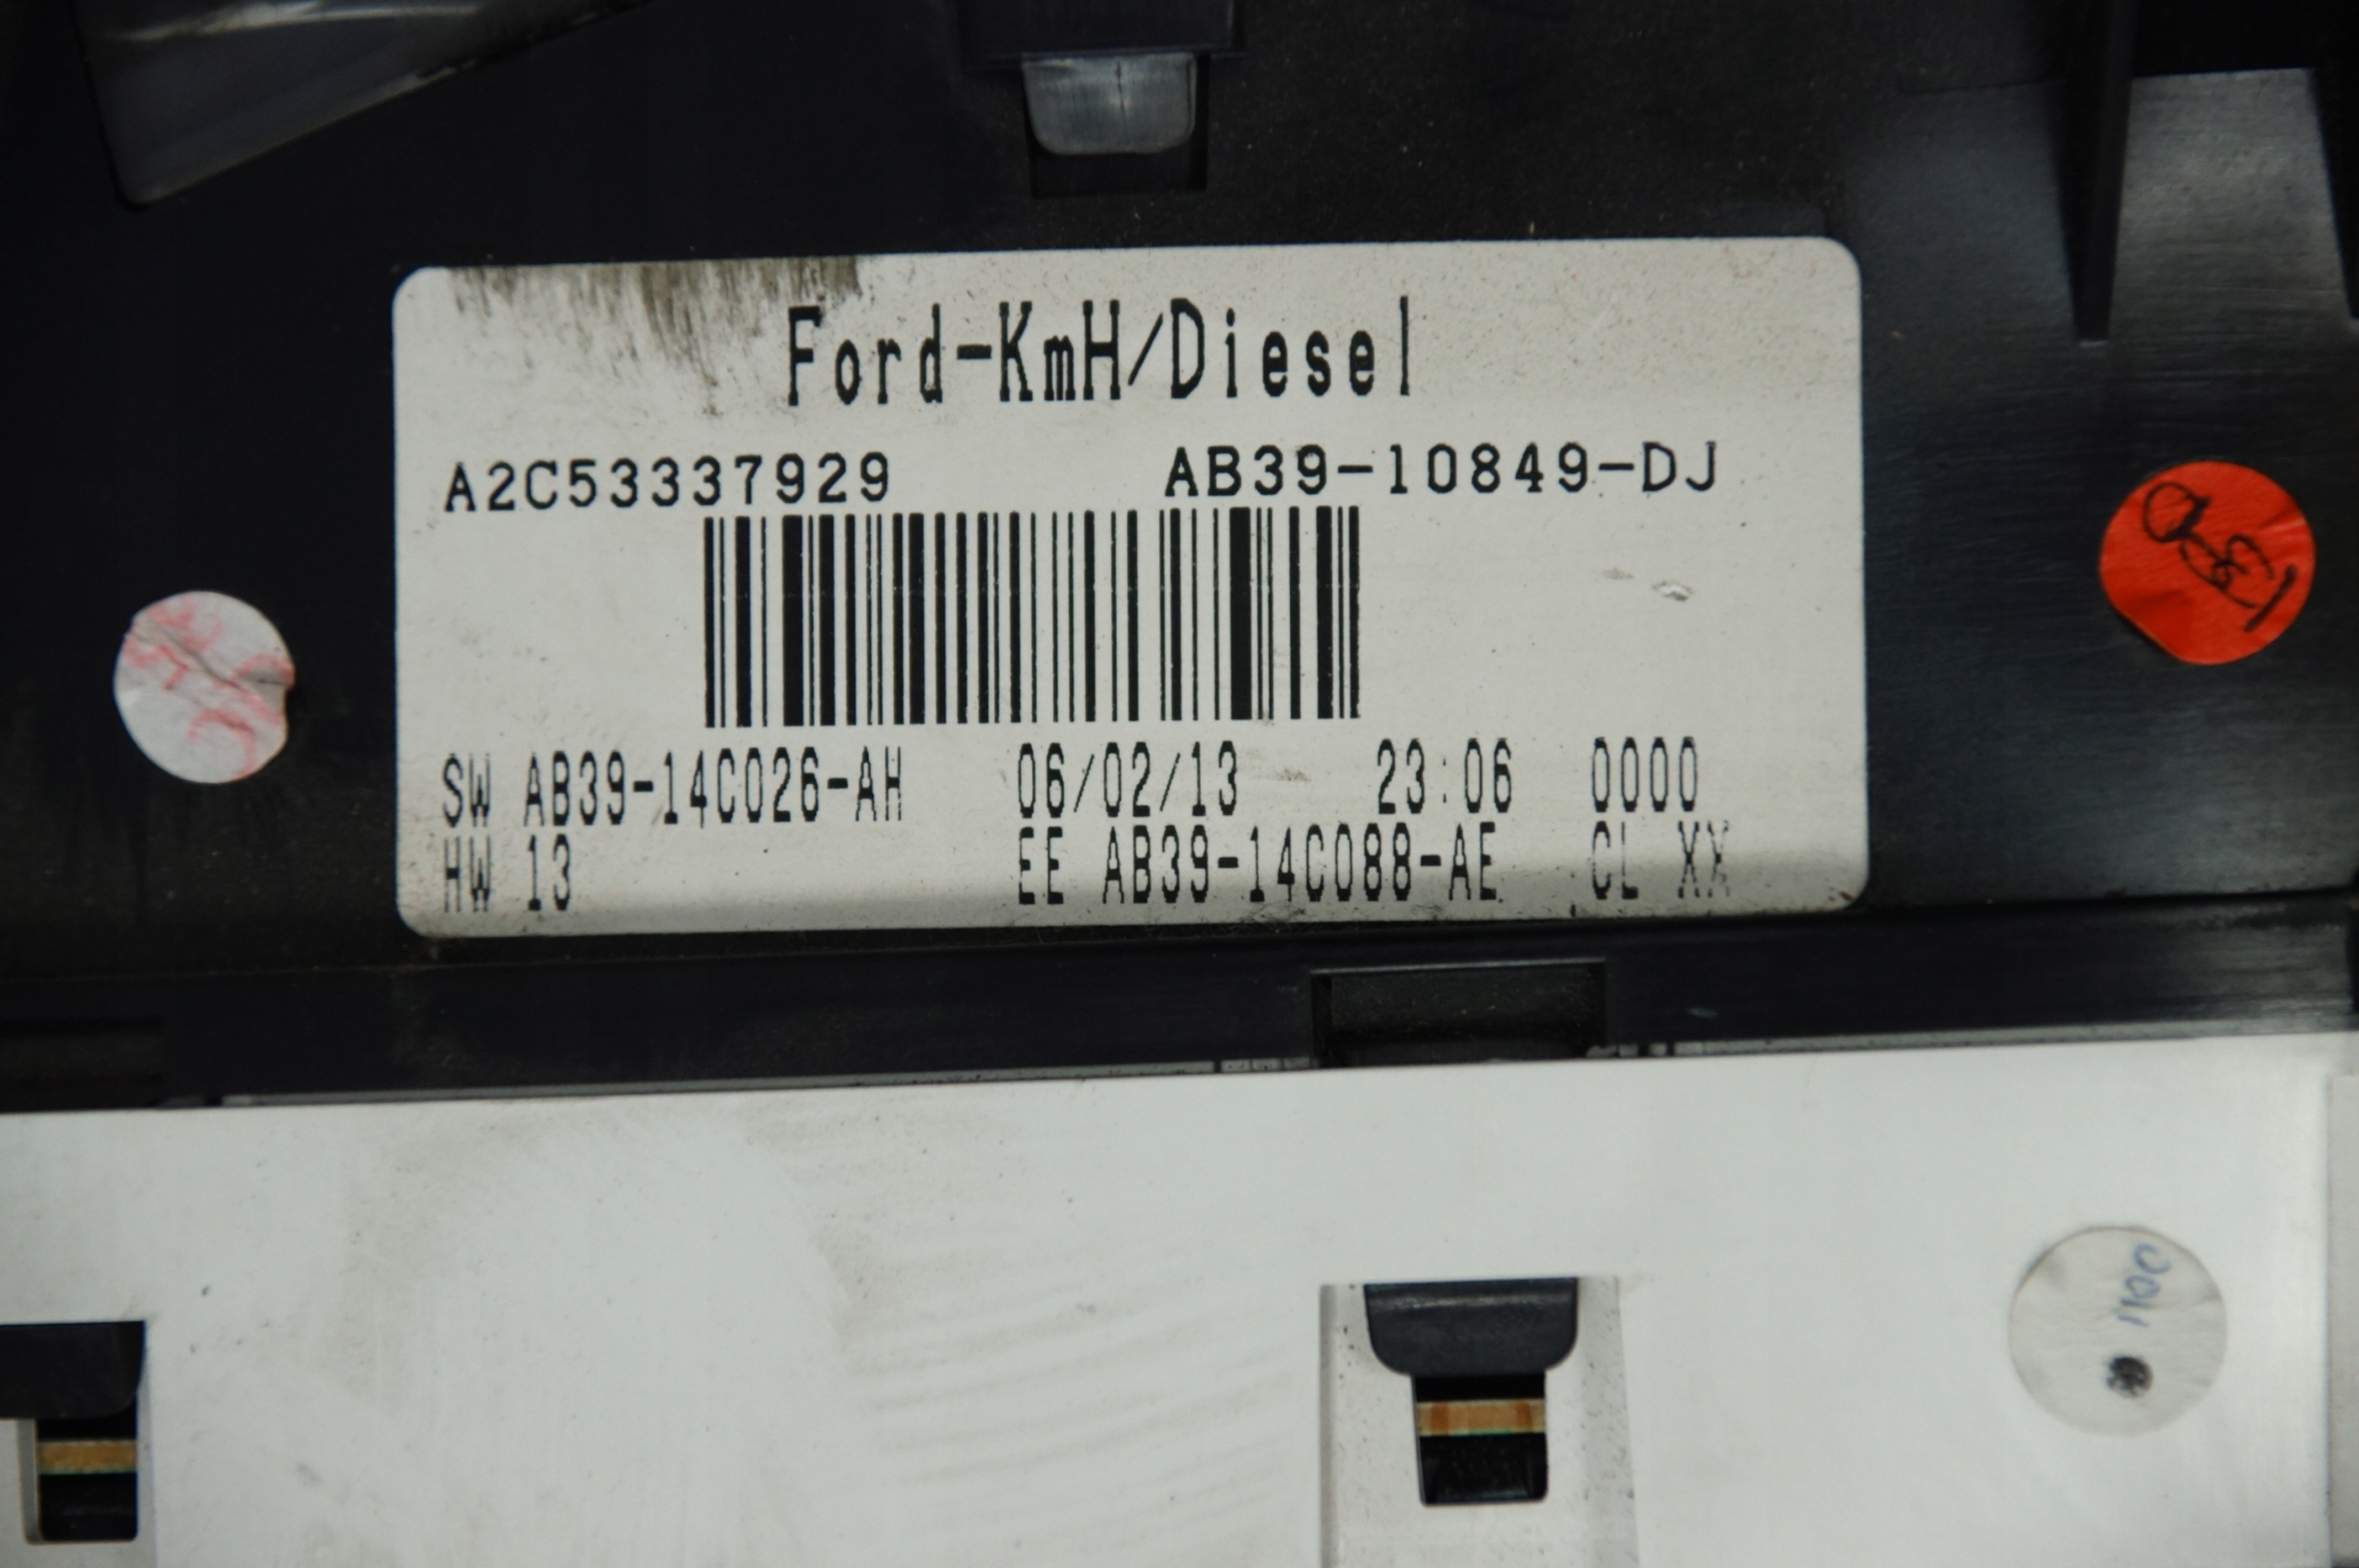 Ford-KmH/Diesel
A2C53337929 AB39-10849-DJ
SW AB39-14C026-AH 06/02/13 23:06 0000
HW 13 EE AB39-14C088-AE CL XX